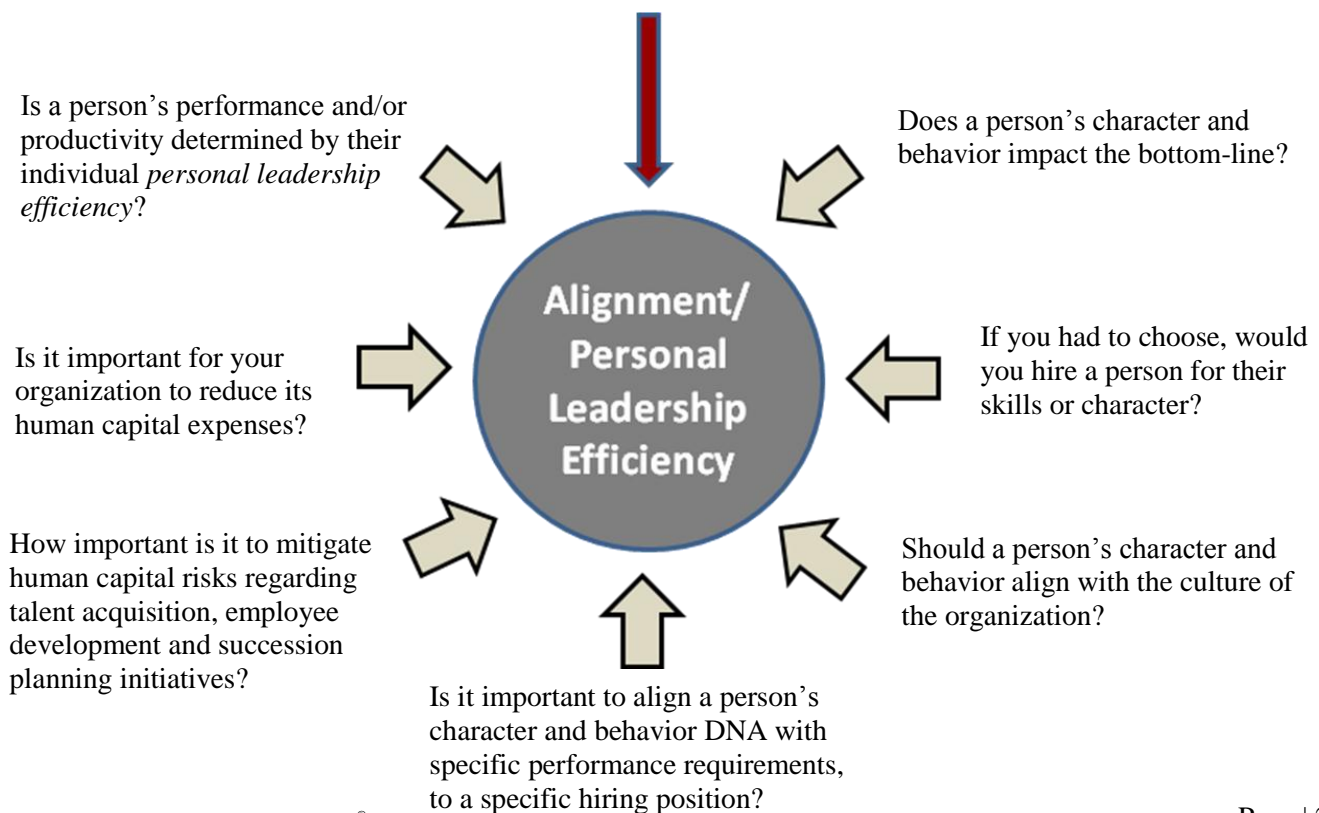 Is a person’s performance and/or
productivity determined by their
individual personal leadership
efficiency?
Does a person’s character and
behavior impact the bottom-line?
Alignment/
Personal
Leadership
Efficiency
Is it important for your
organization to reduce its
human capital expenses?
If you had to choose, would
you hire a person for their
skills or character?
How important is it to mitigate
human capital risks regarding
talent acquisition, employee
development and succession
planning initiatives?
Should a person’s character and
behavior align with the culture of
the organization?
Is it important to align a person’s
character and behavior DNA with
specific performance requirements,
to a specific hiring position?